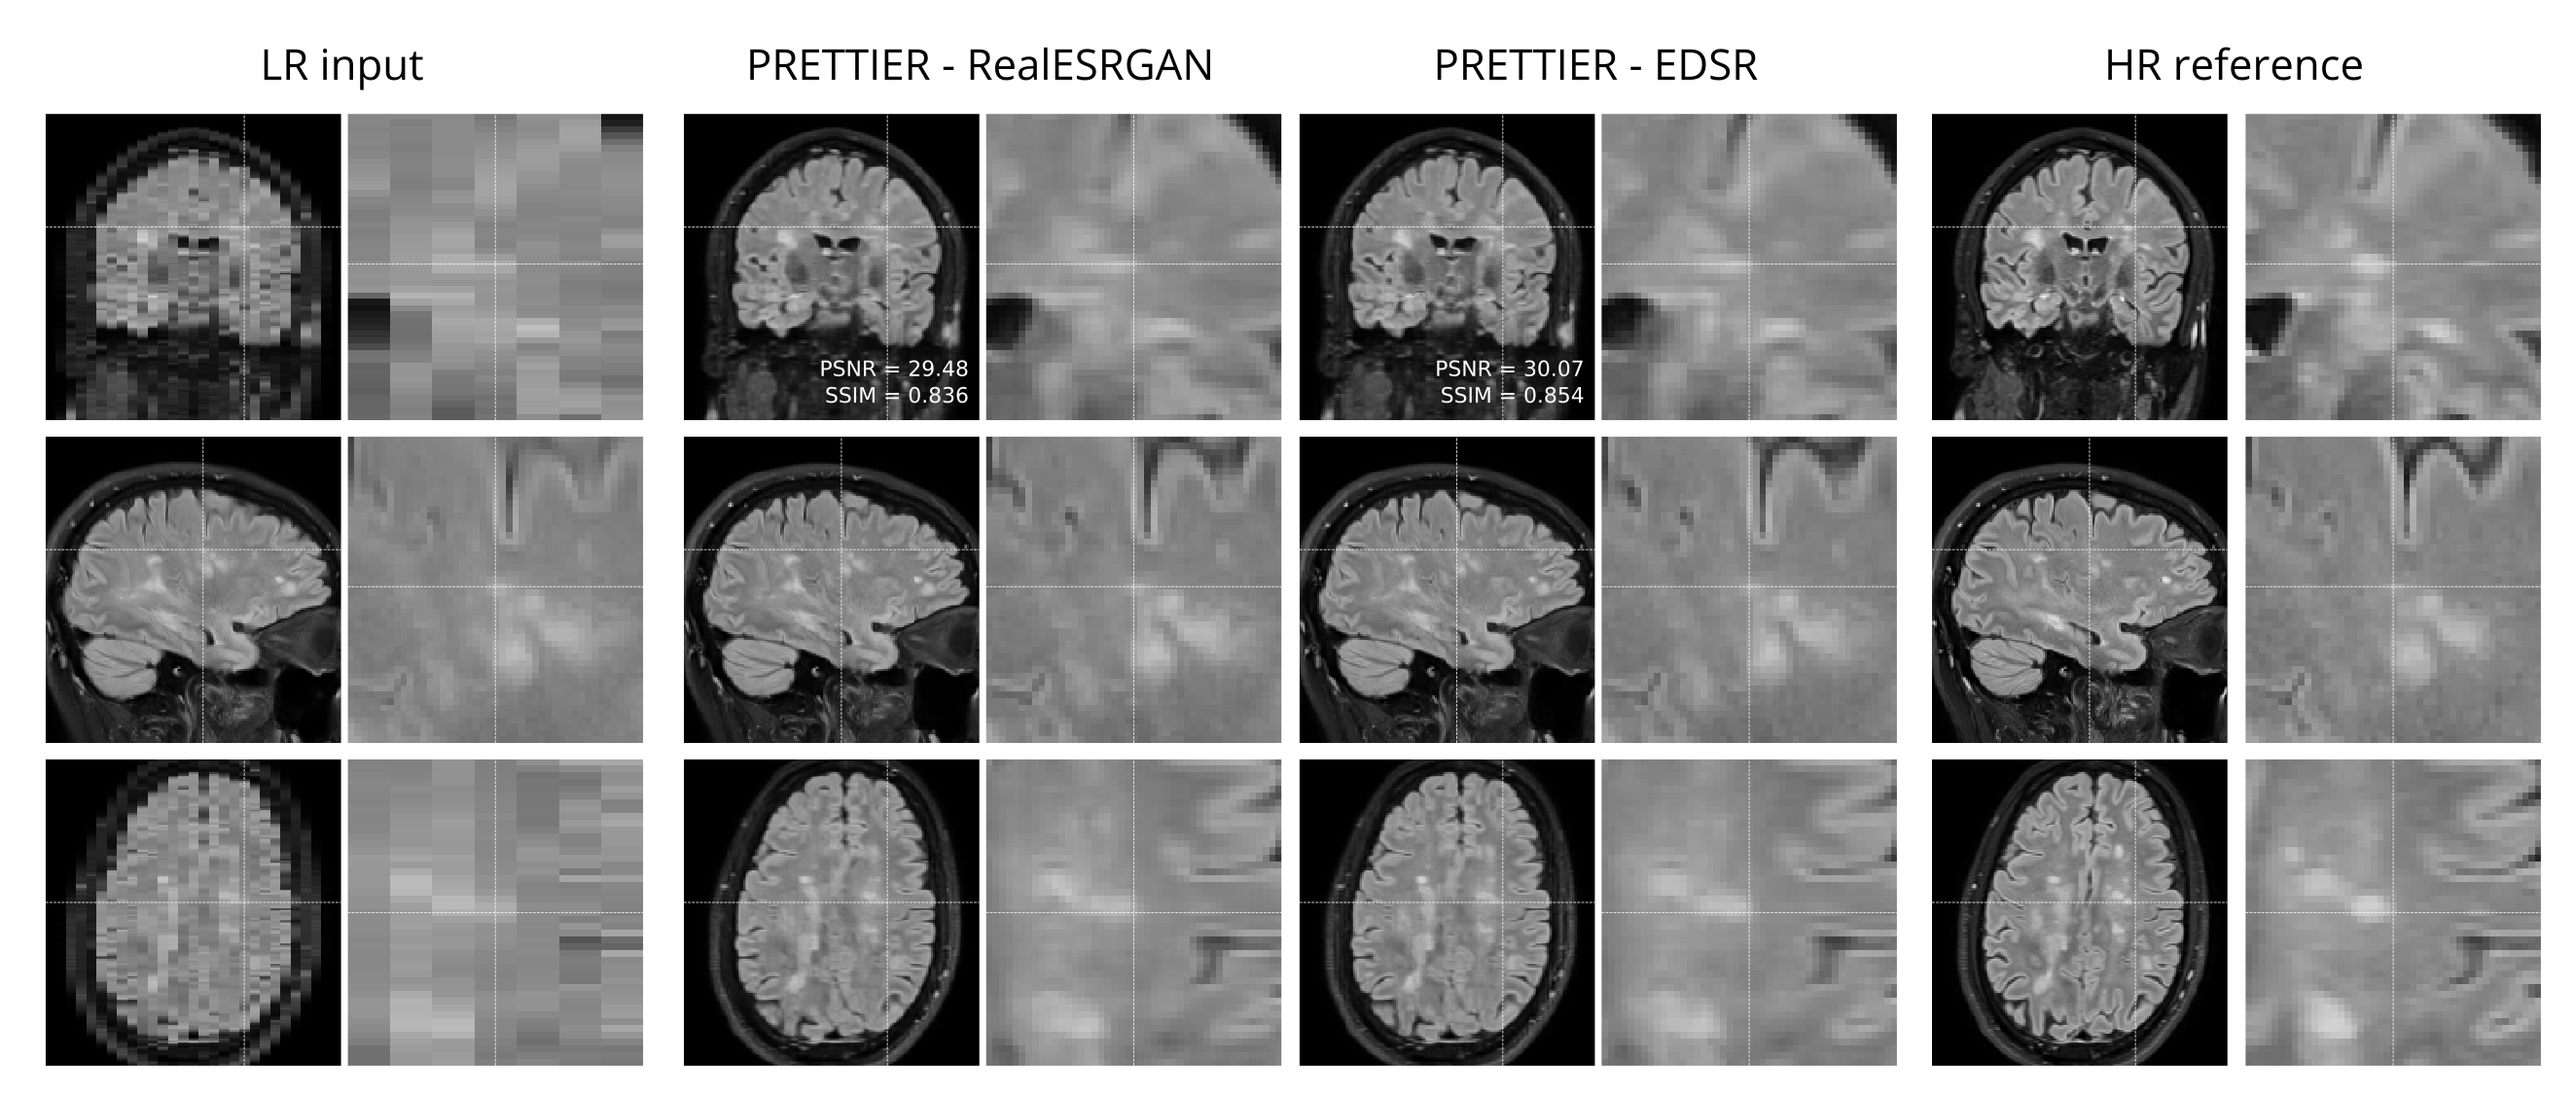 LR input
PRETTIER - RealESRGAN
PRETTIER - EDSR
HR reference
PSNR = 29.48
SSIM = 0.836
PSNR = 30.07
SSIM = 0.854